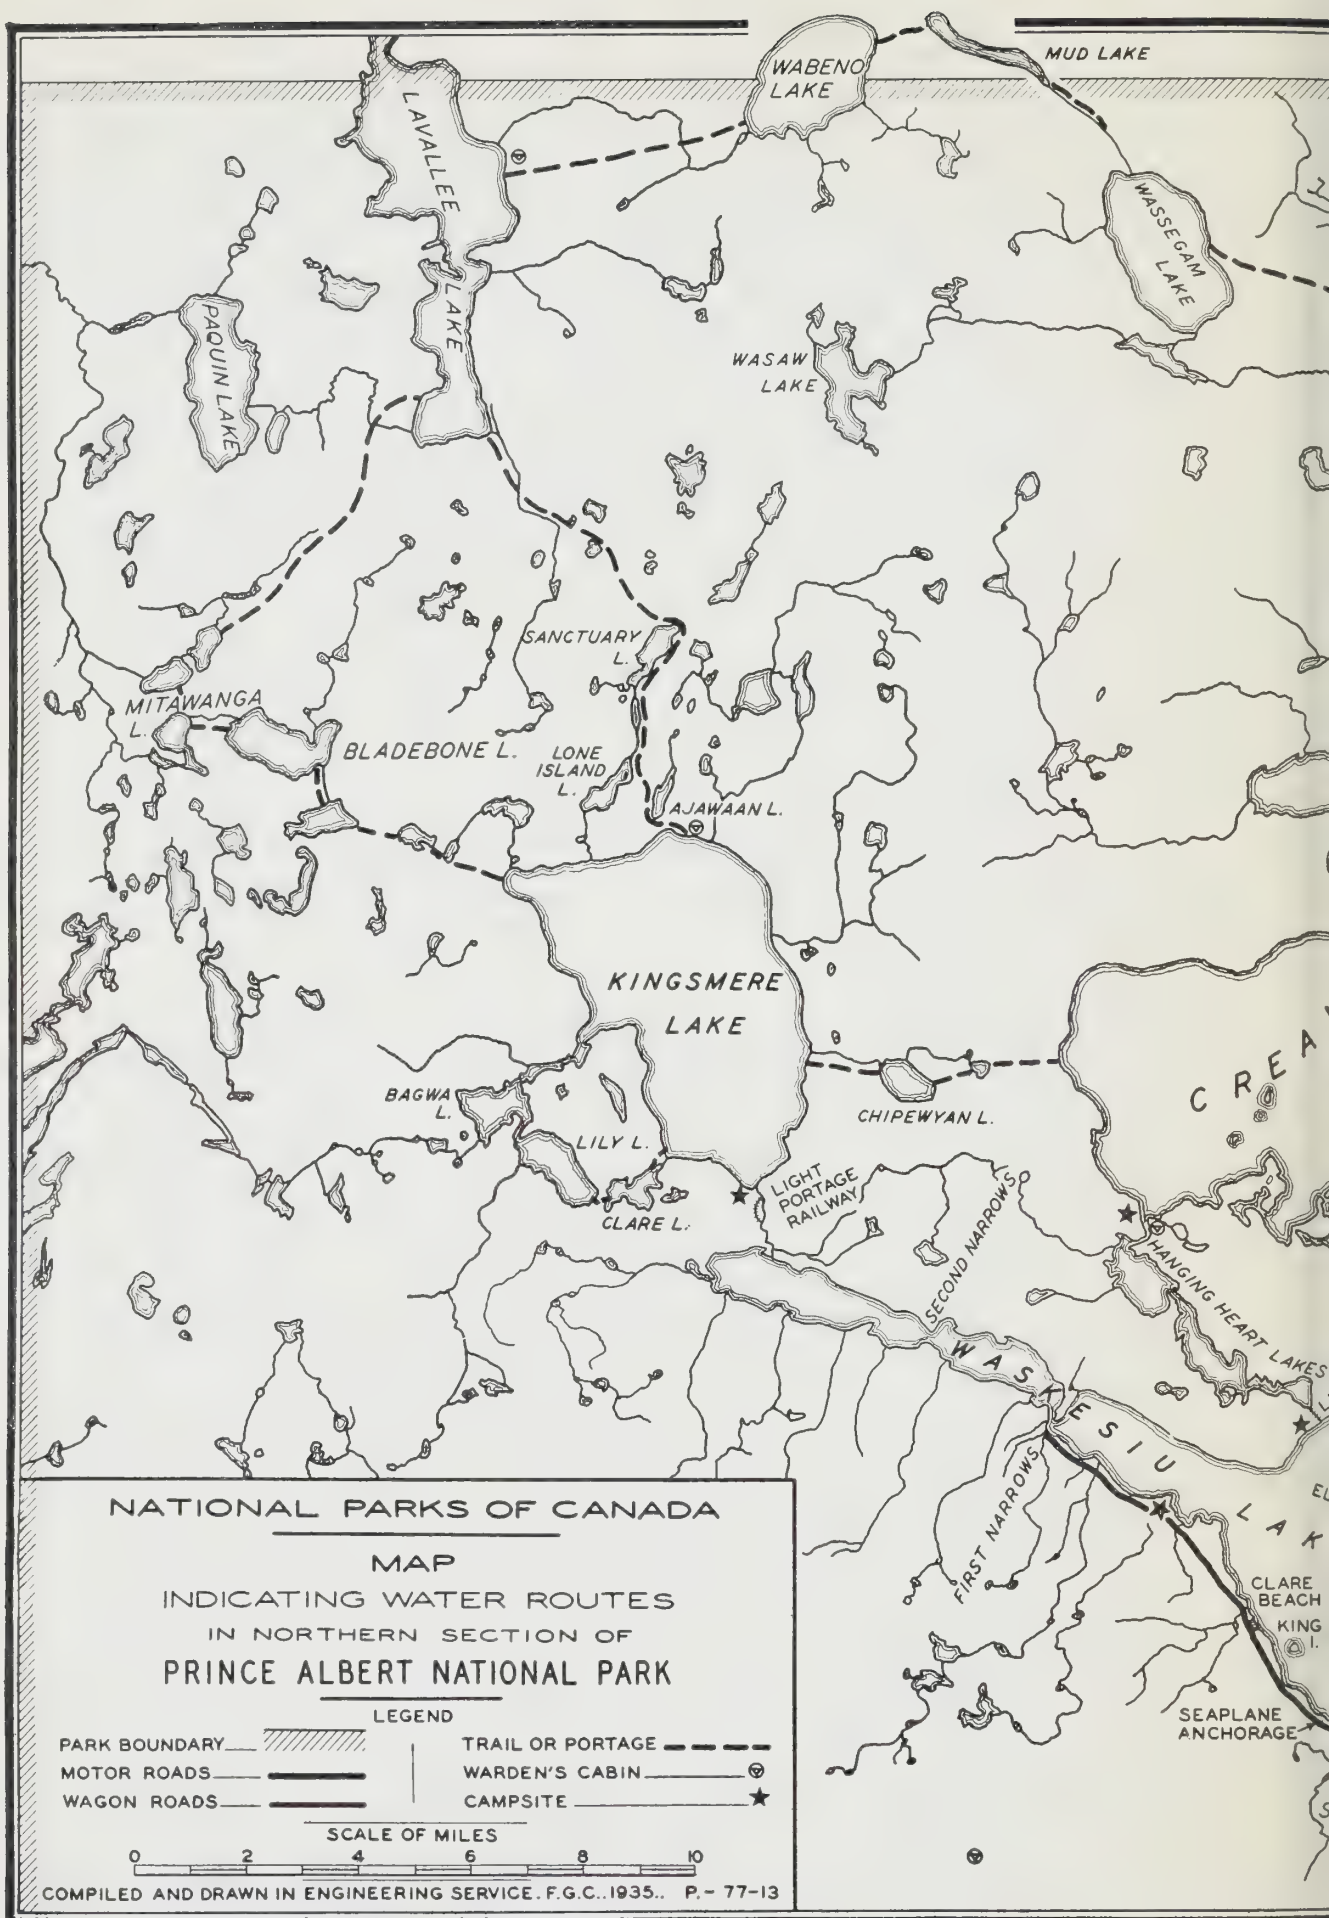 MUD LAKE
WABENO
LAKE
LAVALLEE
LAKE
WASSEGAM
LAKE
PAQUIN LAKE
WASAW
LAKE
SANCTUARY
L.
MITAWANGA
L.
BLADEBONE L.
LONE
ISLAND
L.
AJAWAAN L.
KINGSMERE
LAKE
CREA
BAGWA
L.
CHIPEWYAN L.
LILY L.
CLARE L.
LIGHT
PORTAGE
RAILWAY
SECOND NARROWS
HANGING HEART LAKES
WASKESIU
LAK
FIRST NARROWS
EL
CLARE
BEACH
KING
I.
SEAPLANE
ANCHORAGE
NATIONAL PARKS OF CANADA
MAP
INDICATING WATER ROUTES
IN NORTHERN SECTION OF
PRINCE ALBERT NATIONAL PARK
LEGEND
PARK BOUNDARY
MOTOR ROADS
WAGON ROADS
TRAIL OR PORTAGE
WARDEN'S CABIN
CAMPSITE
SCALE OF MILES
0 2 4 6 8 10
COMPILED AND DRAWN IN ENGINEERING SERVICE. F.G.C..1935.. P.- 77-13